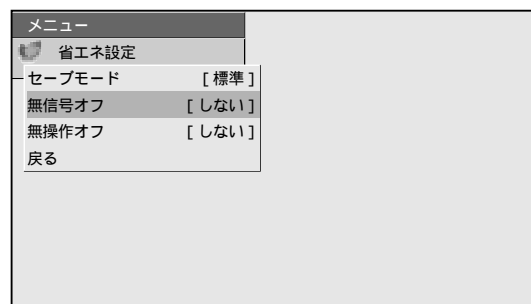 メニュー
省エネ設定
セーブモード [標準]
無信号オフ [しない]
無操作オフ [しない]
戻る